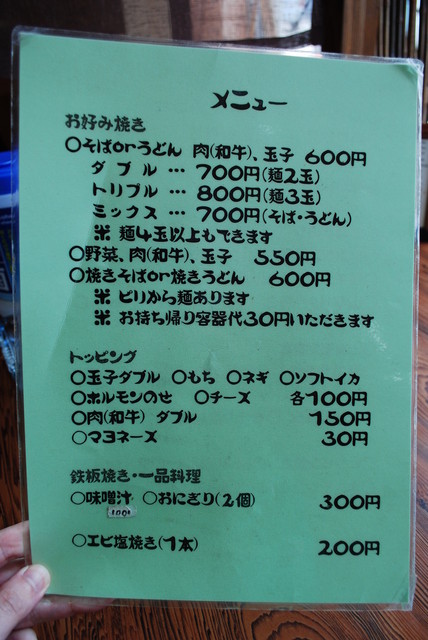 メニュー
お好み焼き
○そばorうどん 肉(和牛)、玉子 600円
ダブル … 700円(麺2玉)
トリプル … 800円(麺3玉)
ミックス … 700円(そば・うどん)
※ 麺4玉以上もできます
○野菜、肉(和牛)、玉子 550円
○焼きそばor焼きうどん 600円
※ ピリから麺あります
※ お持ち帰り容器代30円いただきます
トッピング
○玉子ダブル ○もち ○ネギ ○ソフトイカ
○ホルモンのせ ○チーズ 各100円
○肉(和牛) ダブル 150円
○マヨネーズ 30円
鉄板焼き・一品料理
○味噌汁 ○おにぎり(2個) 300円
○エビ塩焼き(1本) 200円